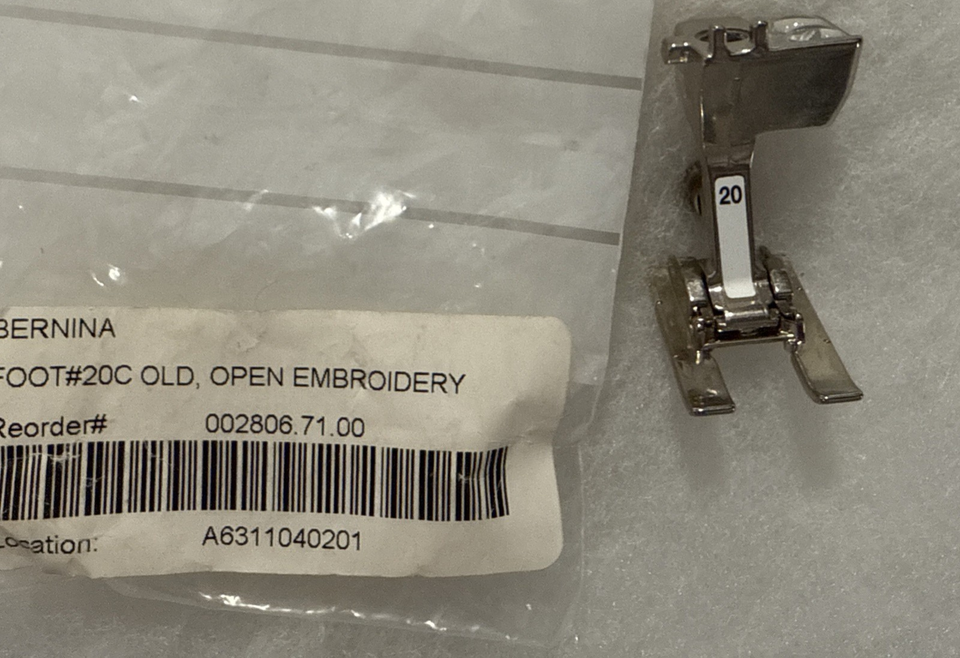 BERNINA
FOOT#20C OLD, OPEN EMBROIDERY
Reorder# 002806.71.00
Location: A6311040201
20